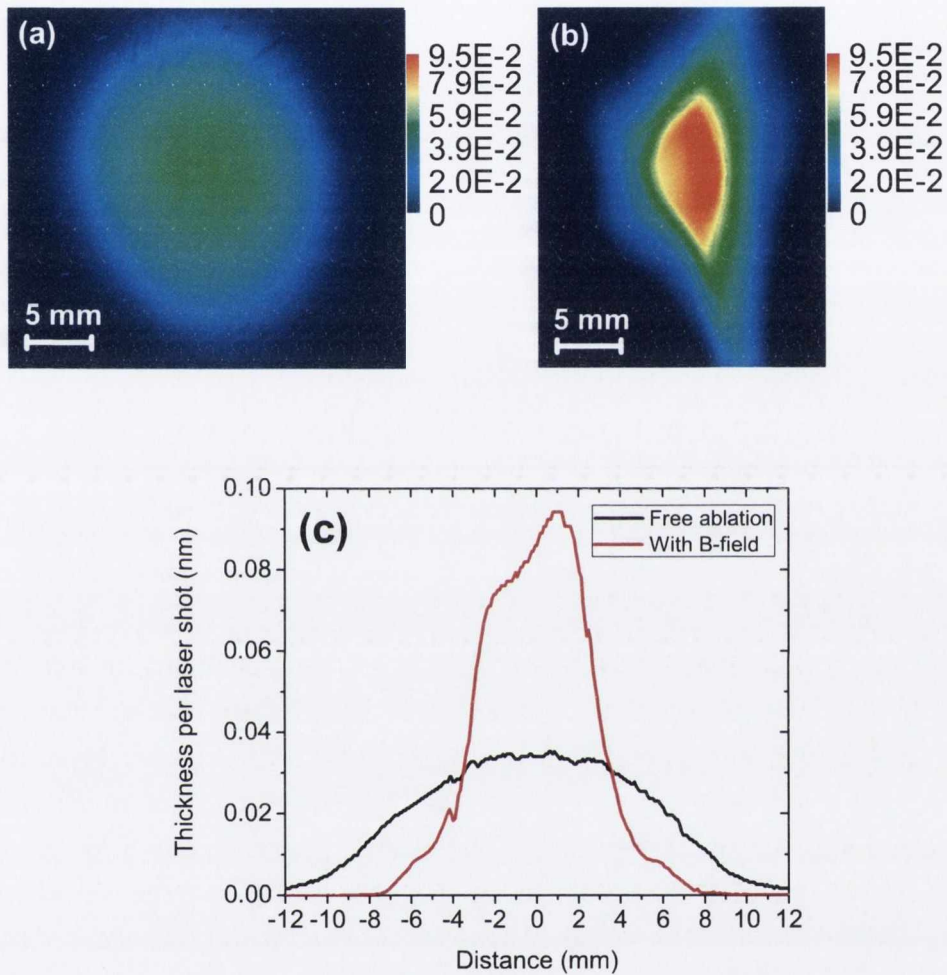 (a)
9.5E-2
7.9E-2
5.9E-2
3.9E-2
2.0E-2
0
5 mm
(b)
9.5E-2
7.8E-2
5.9E-2
3.9E-2
2.0E-2
0
5 mm
(c)
Free ablation
With B-field
Thickness per laser shot (nm)
0.10
0.08
0.06
0.04
0.02
0.00
-12 -10 -8 -6 -4 -2 0 2 4 6 8 10 12
Distance (mm)